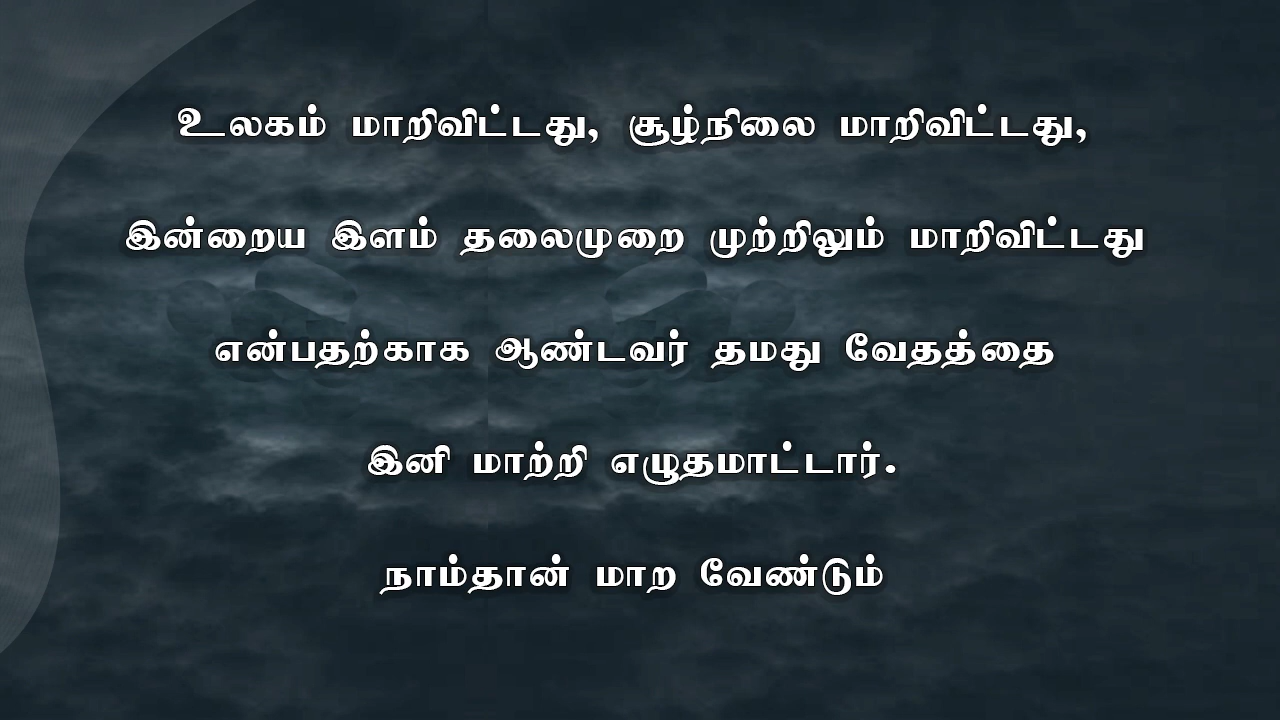 உலகம் மாறிவிட்டது, சூழ்நிலை மாறிவிட்டது,
இன்றைய இளம் தலைமுறை முற்றிலும் மாறிவிட்டது
என்பதற்காக ஆண்டவர் தமது வேதத்தை
இனி மாற்றி எழுதமாட்டார்.
நாம்தான் மாற வேண்டும்